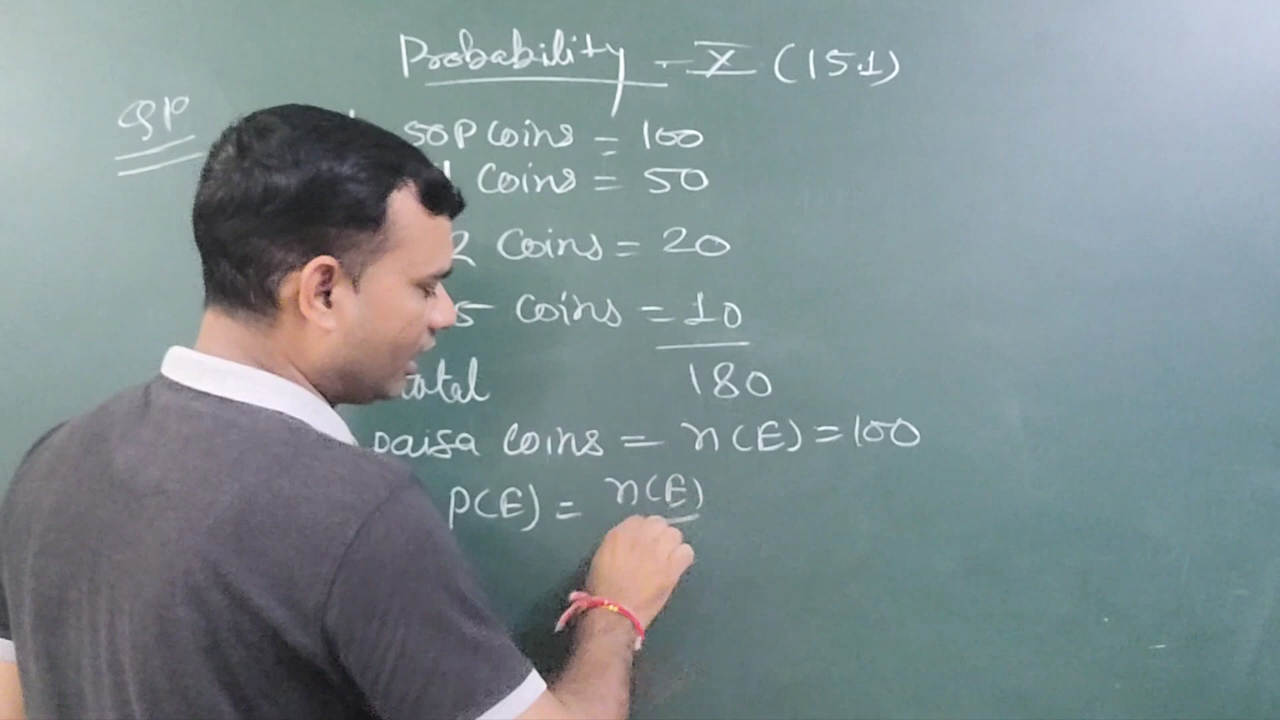 Probability - X (15.1)
50P Coins = 100
Coins = 50
2 Coins = 20
5 Coins = 10
total 180
paisa coins = n(E) = 100
P(E) = n(E)